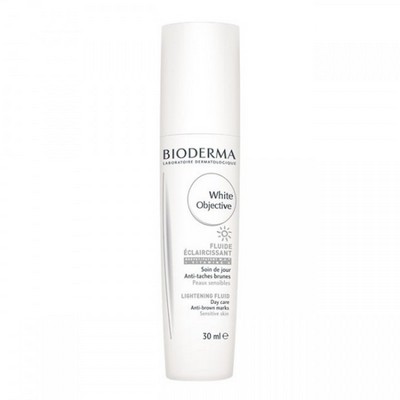 BIODERMA
LABORATOIRE DERMATOLOGIQUE
White
Objective
FLUIDE
ÉCLAIRCISSANT
Soin de jour
Anti-taches brunes
Peaux sensibles
LIGHTENING FLUID
Day care
Anti-brown marks
Sensitive skin
30 ml e